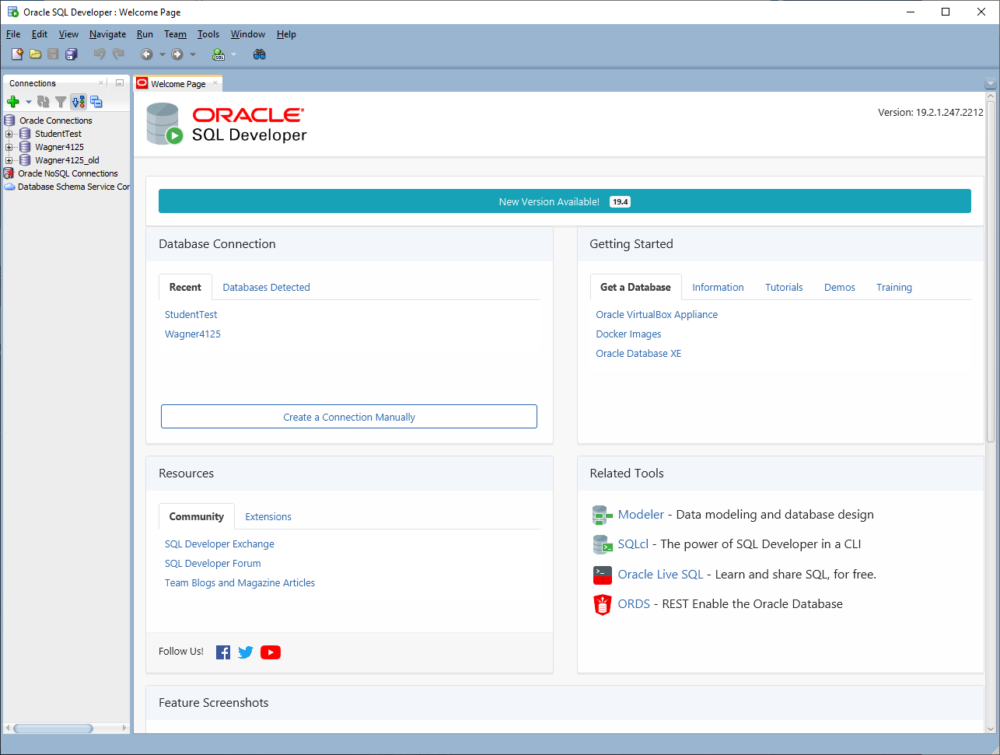 Oracle SQL Developer : Welcome Page
File Edit View Navigate Run Team Tools Window Help
SQL
Connections
Welcome Page
Oracle Connections
StudentTest
Wagner4125
Wagner4125_old
Oracle NoSQL Connections
Database Schema Service Cor
ORACLE
SQL Developer
Version: 19.2.1.247.2212
New Version Available! 19.4
Database Connection
Recent Databases Detected
StudentTest
Wagner4125
Create a Connection Manually
Getting Started
Get a Database Information Tutorials Demos Training
Oracle VirtualBox Appliance
Docker Images
Oracle Database XE
Resources
Community Extensions
SQL Developer Exchange
SQL Developer Forum
Team Blogs and Magazine Articles
Follow Us!
Related Tools
Modeler - Data modeling and database design
SQLcl - The power of SQL Developer in a CLI
Oracle Live SQL - Learn and share SQL, for free.
ORDS - REST Enable the Oracle Database
Feature Screenshots